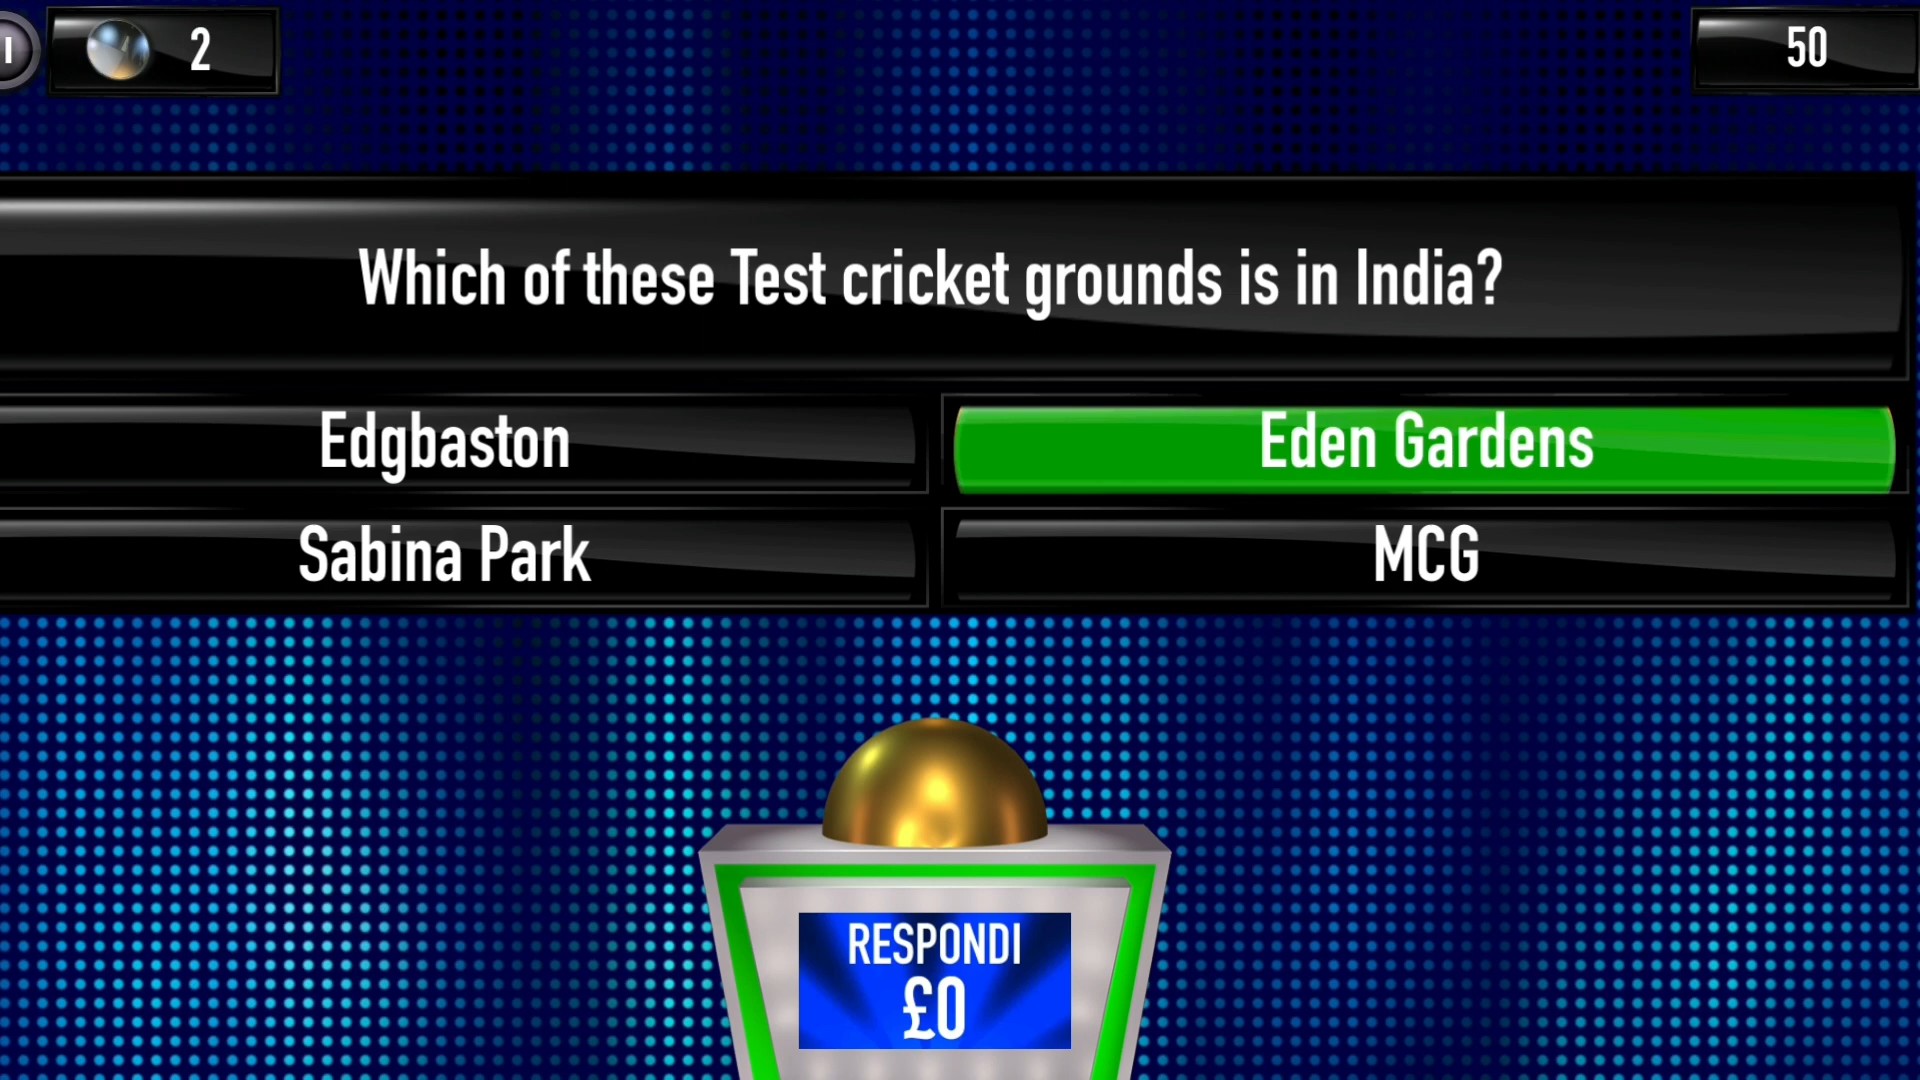 2
50
Which of these Test cricket grounds is in India?
Edgbaston
Eden Gardens
Sabina Park
MCG
RESPONDI
£0